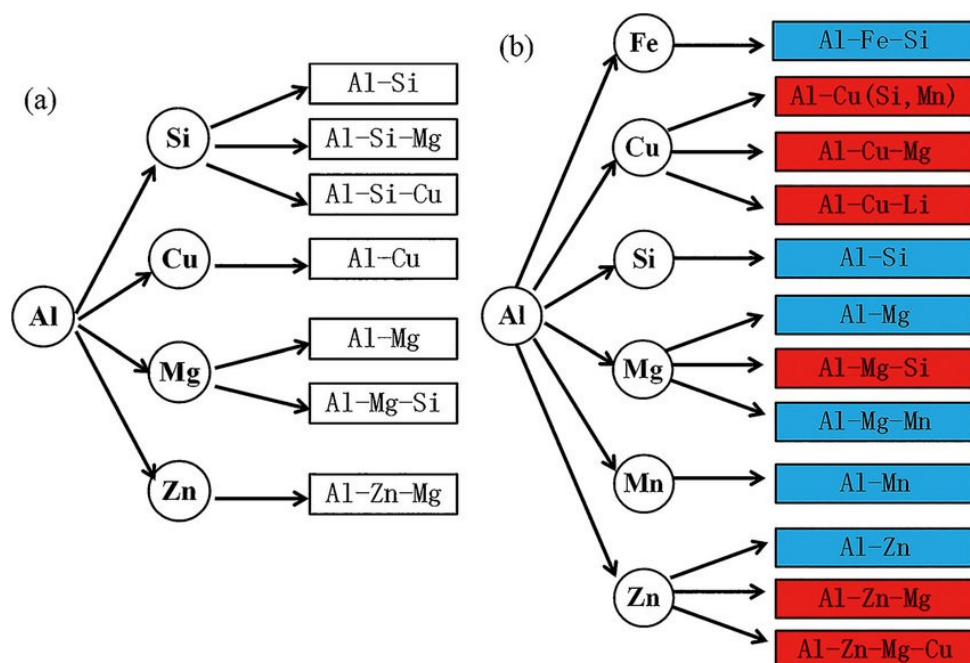 (a)
Al
Si
Al-Si
Al-Si-Mg
Al-Si-Cu
Cu
Al-Cu
Mg
Al-Mg
Al-Mg-Si
Zn
Al-Zn-Mg
(b)
Al
Fe
Al-Fe-Si
Cu
Al-Cu(Si,Mn)
Al-Cu-Mg
Al-Cu-Li
Si
Al-Si
Mg
Al-Mg
Al-Mg-Si
Al-Mg-Mn
Mn
Al-Mn
Zn
Al-Zn
Al-Zn-Mg
Al-Zn-Mg-Cu